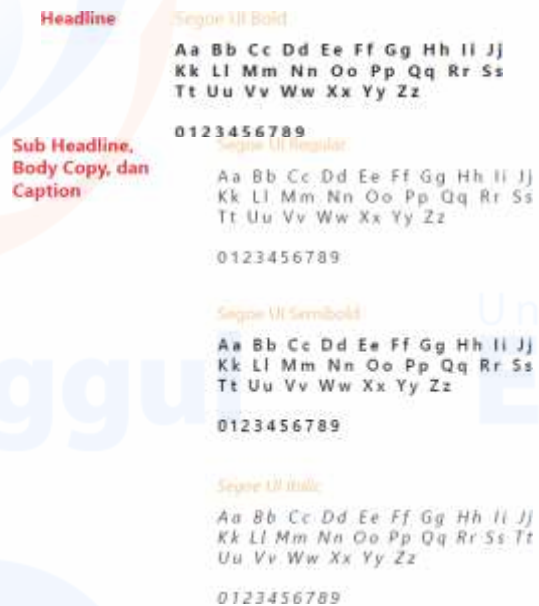 Headline
Segoe UI Bold
Aa Bb Cc Dd Ee Ff Gg Hh Ii Jj
Kk Ll Mm Nn Oo Pp Qq Rr Ss
Tt Uu Vv Ww Xx Yy Zz
0123456789
Sub Headline,
Body Copy, dan
Caption
Segoe UI Regular
Aa Bb Cc Dd Ee Ff Gg Hh Ii Jj
Kk Ll Mm Nn Oo Pp Qq Rr Ss
Tt Uu Vv Ww Xx Yy Zz
0123456789
Segoe UI Semibold
Aa Bb Cc Dd Ee Ff Gg Hh Ii Jj
Kk Ll Mm Nn Oo Pp Qq Rr Ss
Tt Uu Vv Ww Xx Yy Zz
0123456789
Segoe UI Italic
Aa Bb Cc Dd Ee Ff Gg Hh Ii Jj
Kk Ll Mm Nn Oo Pp Qq Rr Ss Tt
Uu Vv Ww Xx Yy Zz
0123456789